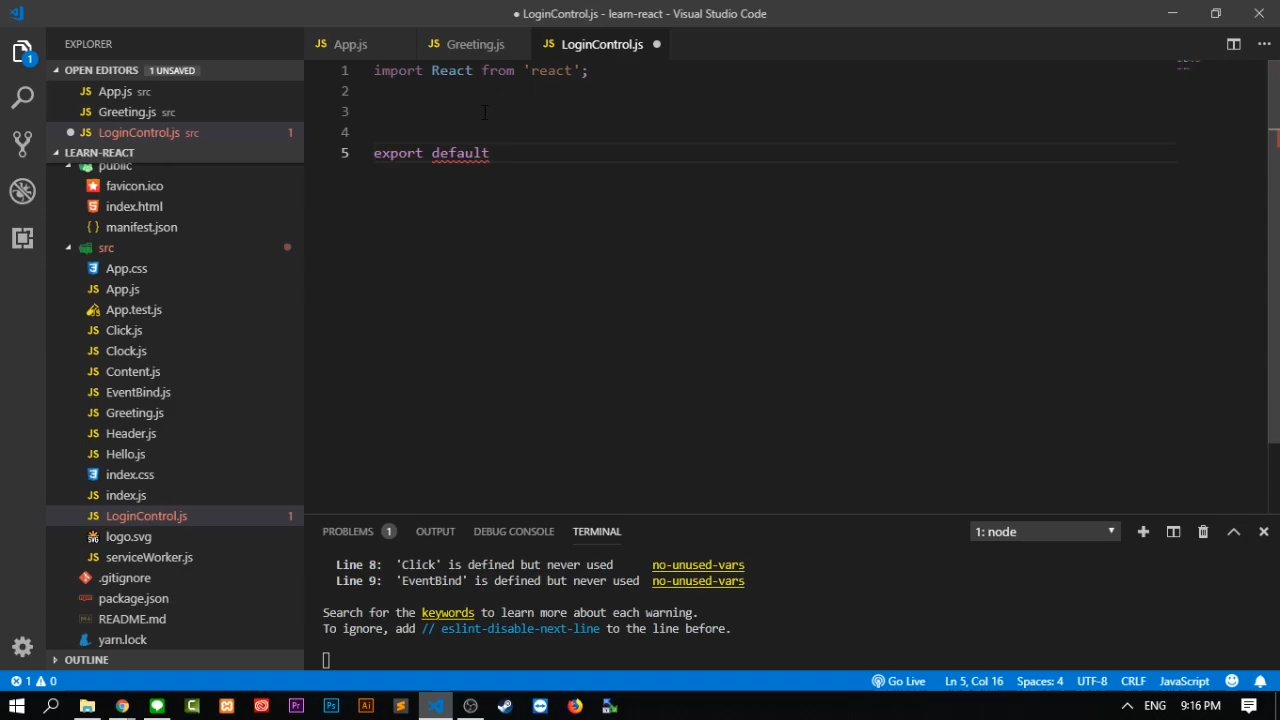 ● LoginControl.js - learn-react - Visual Studio Code
EXPLORER
App.js
Greeting.js
LoginControl.js
OPEN EDITORS 1 UNSAVED
App.js src
Greeting.js src
LoginControl.js src 1
LEARN-REACT
public
favicon.ico
index.html
manifest.json
src
App.css
App.js
App.test.js
Click.js
Clock.js
Content.js
EventBind.js
Greeting.js
Header.js
Hello.js
index.css
index.js
LoginControl.js 1
logo.svg
serviceWorker.js
.gitignore
package.json
README.md
yarn.lock
OUTLINE
1 import React from 'react';
2
3
4
5 export default
PROBLEMS 1 OUTPUT DEBUG CONSOLE TERMINAL 1: node
Line 8: 'Click' is defined but never used no-unused-vars
Line 9: 'EventBind' is defined but never used no-unused-vars
Search for the keywords to learn more about each warning.
To ignore, add // eslint-disable-next-line to the line before.
1 0 Go Live Ln 5, Col 16 Spaces: 4 UTF-8 CRLF JavaScript
ENG 9:16 PM